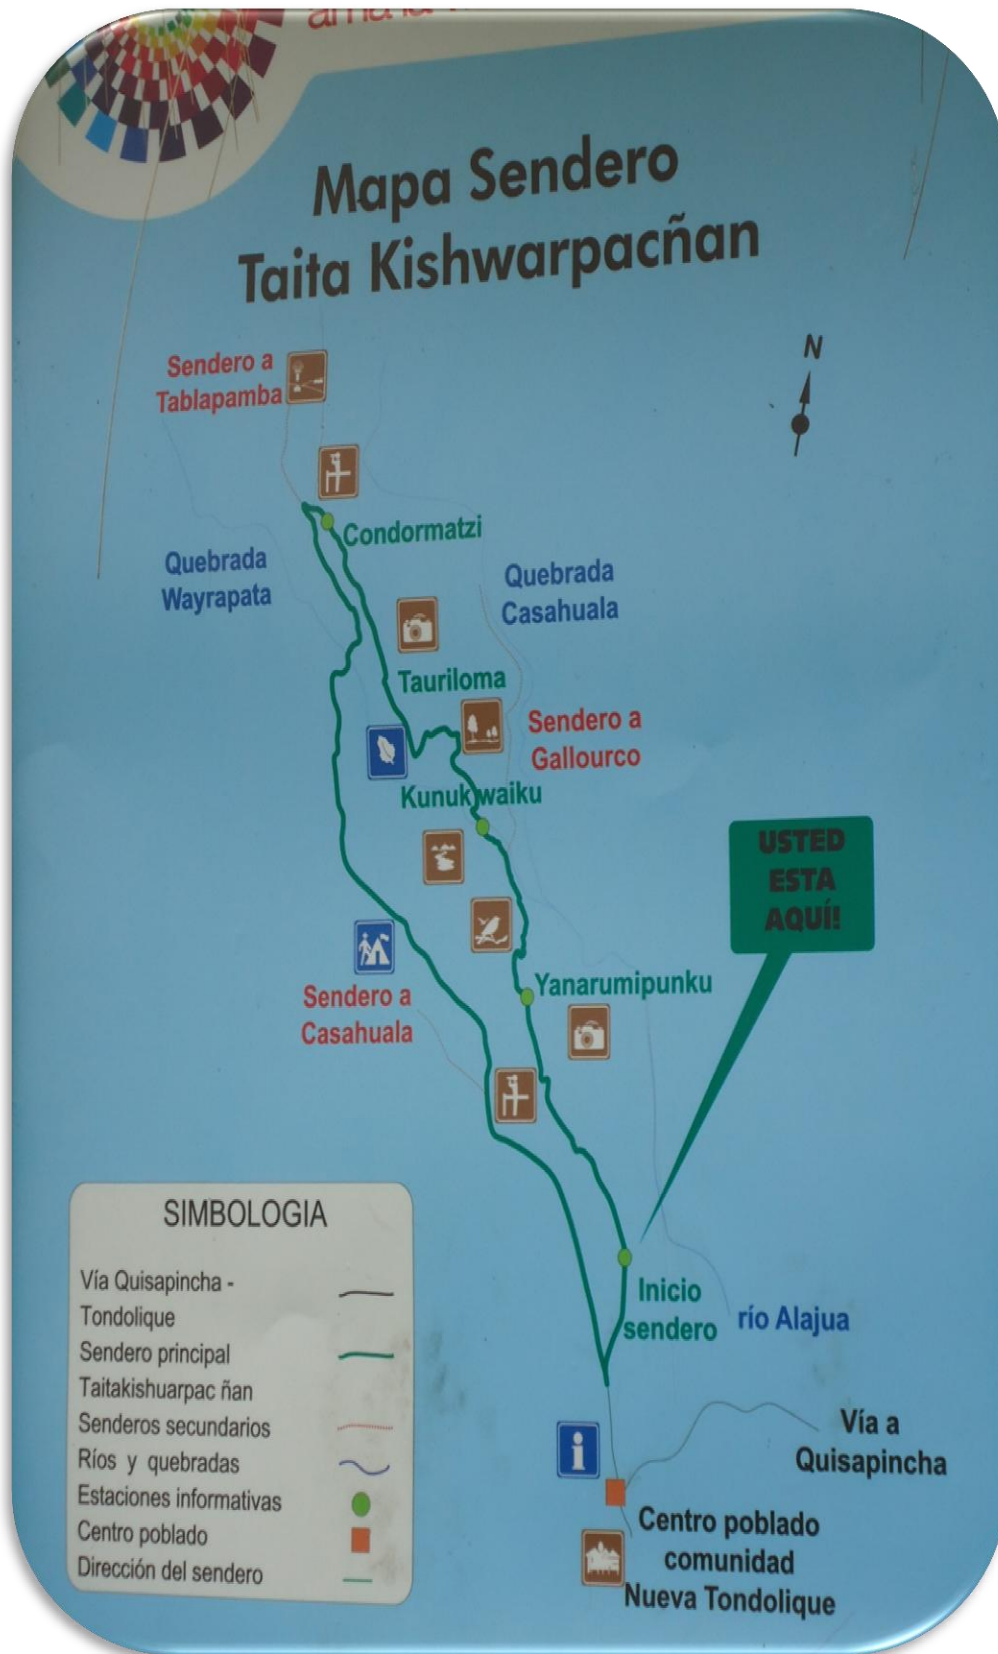 Mapa Sendero
Taita Kishwarpacñan
N
Sendero a
Tablapamba
Condormatzi
Quebrada
Wayrapata
Quebrada
Casahuala
Tauriloma
Sendero a
Gallourco
Kunukwaiku
USTED
ESTA
AQUÍ!
Yanarumipunku
Sendero a
Casahuala
Inicio
sendero
río Alajua
Vía a
Quisapincha
i
Centro poblado
comunidad
Nueva Tondolique
SIMBOLOGIA
Vía Quisapincha -
Tondolique
Sendero principal
Taitakishuarpac ñan
Senderos secundarios
Ríos y quebradas
Estaciones informativas
Centro poblado
Dirección del sendero